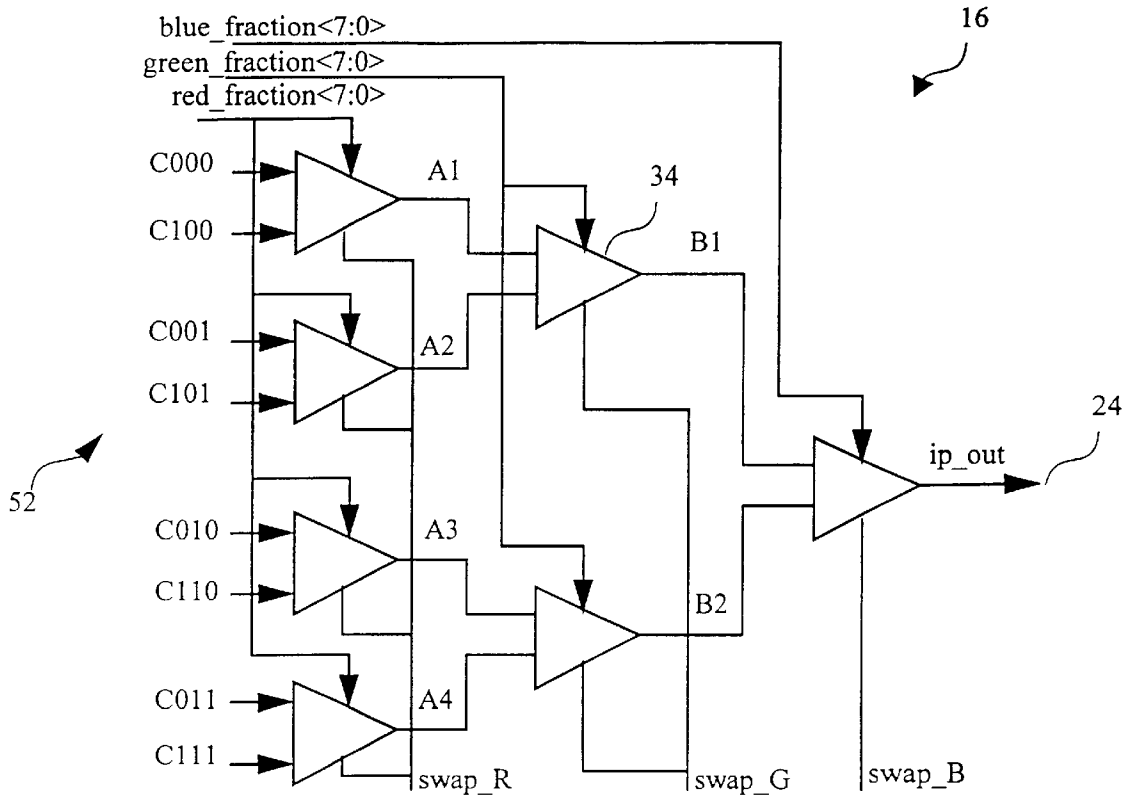 blue_fraction<7:0>
16
green_fraction<7:0>
red_fraction<7:0>
C000
A1
34
C100
B1
C001
A2
C101
24
ip_out
52
C010
A3
C110
B2
C011
A4
C111
swap_R
swap_G
swap_B